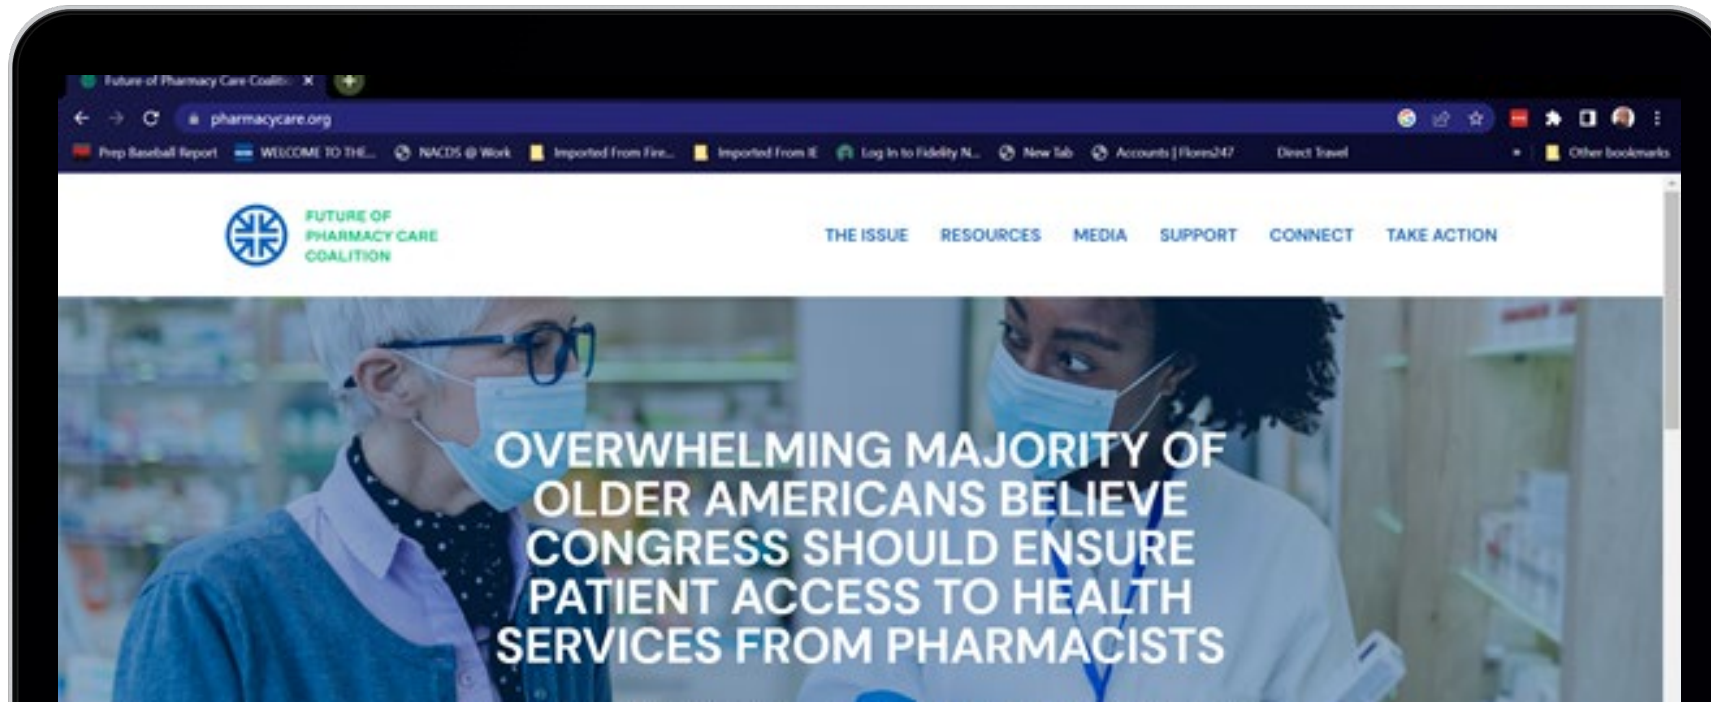 Future of Pharmacy Care Coaliti
pharmacycare.org
Prep Baseball Report WELCOME TO THE... NACDS @ Work Imported From Fire... Imported From IE Log In to Fidelity N... New Tab Accounts | Flores247 Direct Travel Other bookmarks
FUTURE OF
PHARMACY CARE
COALITION
THE ISSUE RESOURCES MEDIA SUPPORT CONNECT TAKE ACTION
OVERWHELMING MAJORITY OF
OLDER AMERICANS BELIEVE
CONGRESS SHOULD ENSURE
PATIENT ACCESS TO HEALTH
SERVICES FROM PHARMACISTS